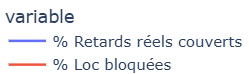 variable
% Retards réels couverts
% Loc bloquées